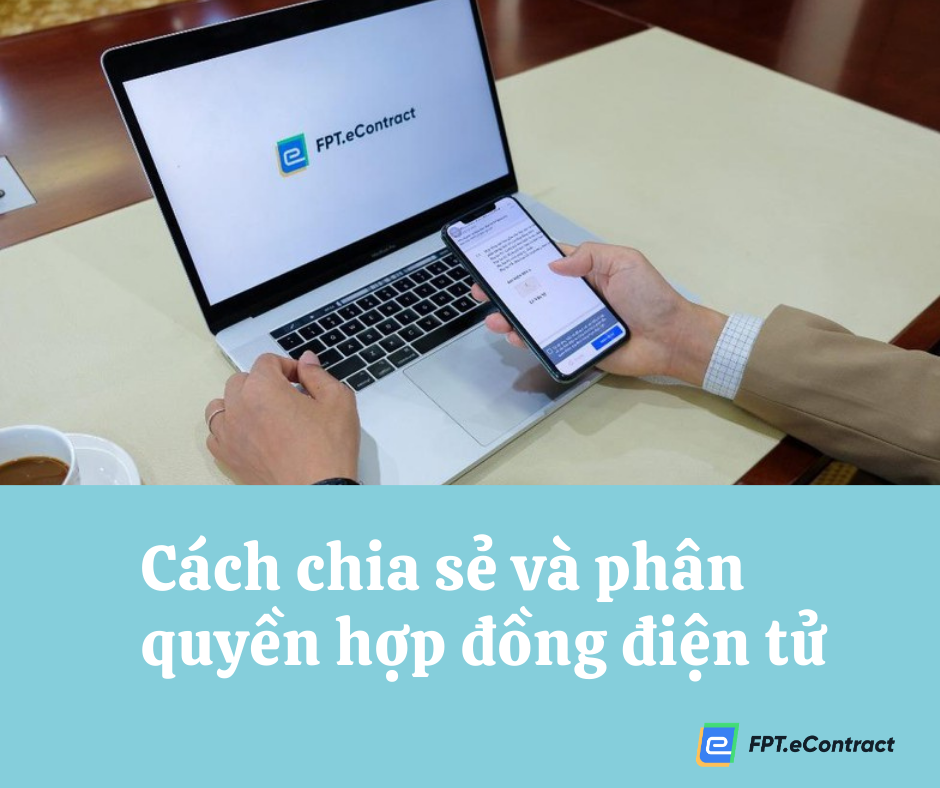 FPT.eContract
Cách chia sẻ và phân
quyền hợp đồng điện tử
FPT.eContract